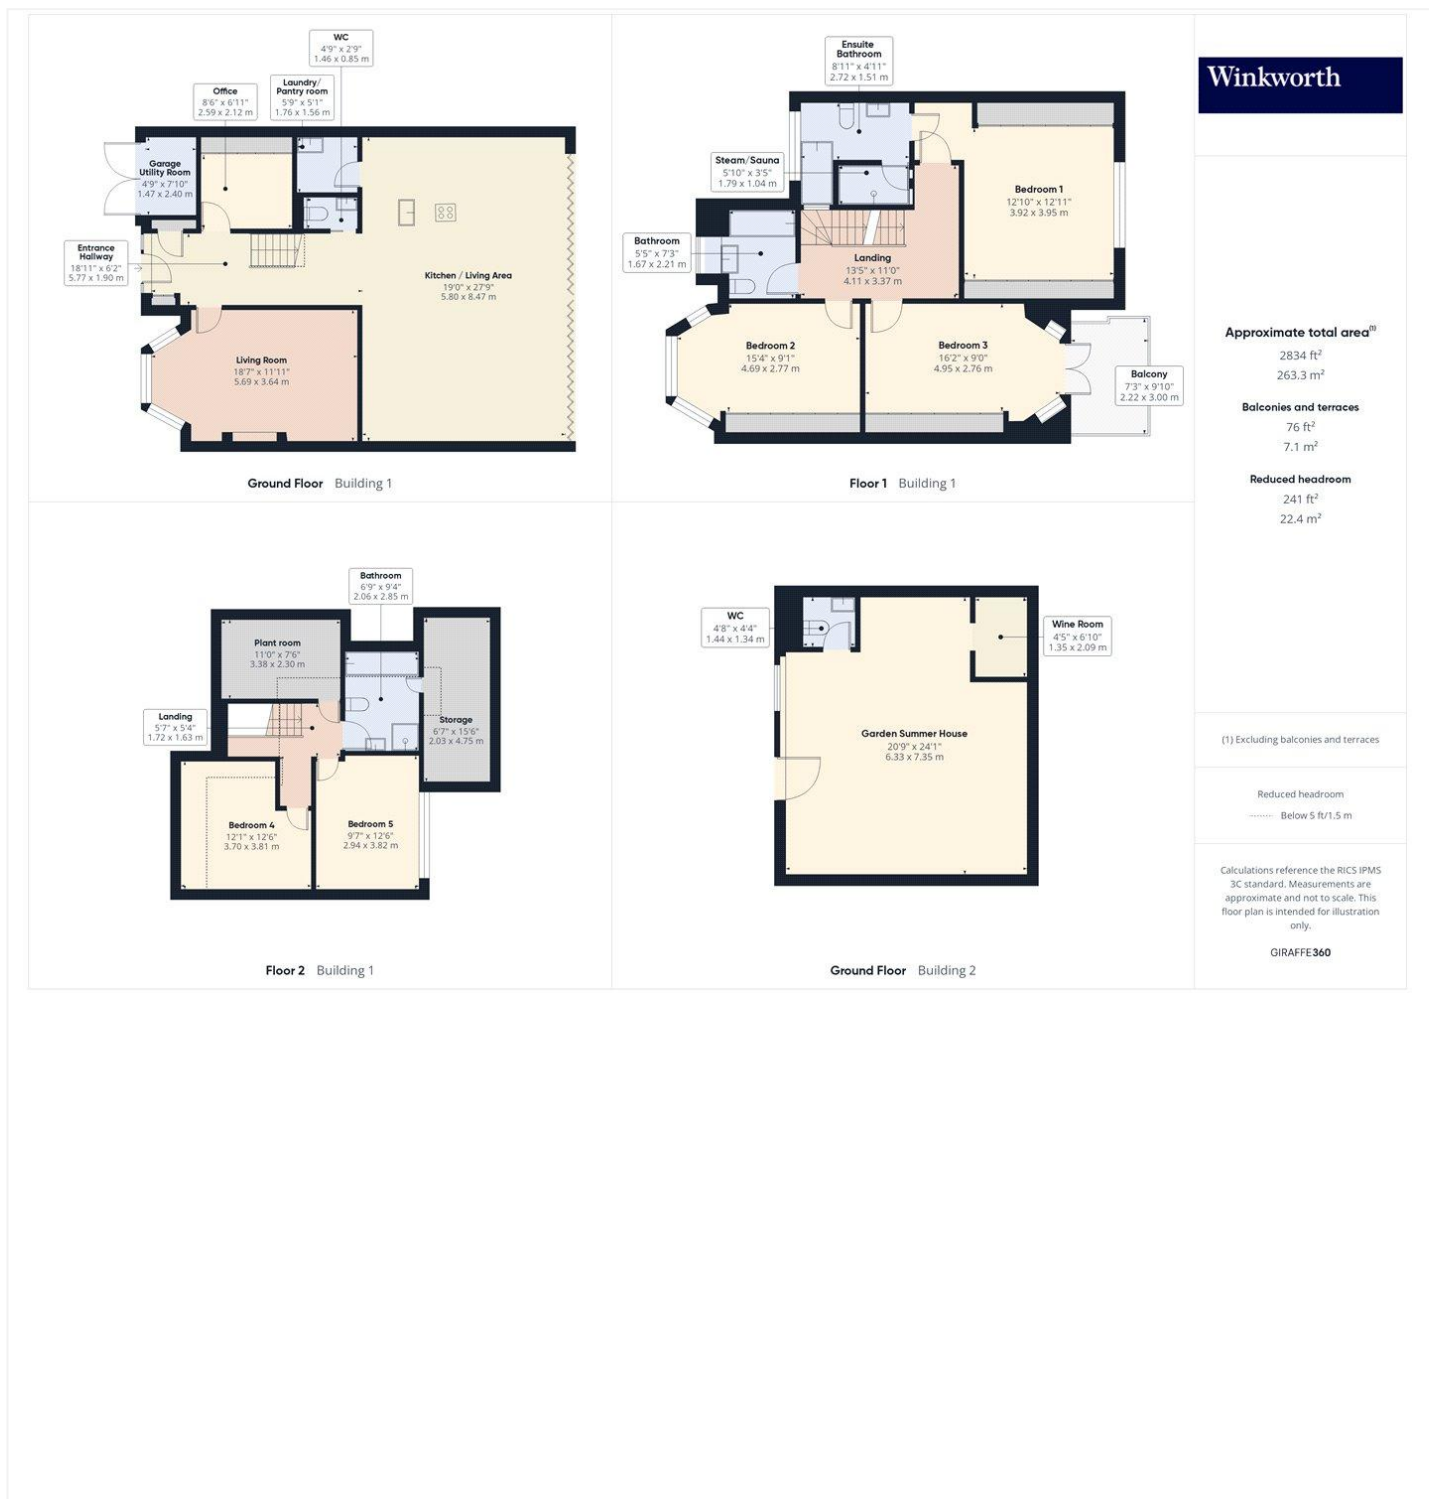 WC
4'9" x 2'9"
1.46 x 0.85 m
Office
8'6" x 6'11"
2.59 x 2.12 m
Laundry/
Pantry room
5'9" x 5'1"
1.76 x 1.56 m
Garage
Utility Room
4'9" x 7'10"
1.47 x 2.40 m
Entrance
Hallway
18'11" x 6'2"
5.77 x 1.90 m
Kitchen / Living Area
19'0" x 27'9"
5.80 x 8.47 m
Living Room
18'7" x 11'11"
5.69 x 3.64 m
Ground Floor Building 1
Ensuite
Bathroom
8'11" x 4'11"
2.72 x 1.51 m
Steam/Sauna
5'10" x 3'5"
1.79 x 1.04 m
Bedroom 1
12'10" x 12'11"
3.92 x 3.95 m
Bathroom
5'5" x 7'3"
1.67 x 2.21 m
Landing
13'5" x 11'0"
4.11 x 3.37 m
Bedroom 2
15'4" x 9'1"
4.69 x 2.77 m
Bedroom 3
16'2" x 9'0"
4.95 x 2.76 m
Balcony
7'3" x 9'10"
2.22 x 3.00 m
Floor 1 Building 1
Bathroom
6'9" x 9'4"
2.06 x 2.85 m
Plant room
11'0" x 7'6"
3.38 x 2.30 m
Landing
5'7" x 5'4"
1.72 x 1.63 m
Storage
6'7" x 15'6"
2.03 x 4.75 m
Bedroom 4
12'1" x 12'6"
3.70 x 3.81 m
Bedroom 5
9'7" x 12'6"
2.94 x 3.82 m
Floor 2 Building 1
WC
4'8" x 4'4"
1.44 x 1.34 m
Wine Room
4'5" x 6'10"
1.35 x 2.09 m
Garden Summer House
20'9" x 24'1"
6.33 x 7.35 m
Ground Floor Building 2
Winkworth
Approximate total area(1)
2834 ft²
263.3 m²
Balconies and terraces
76 ft²
7.1 m²
Reduced headroom
241 ft²
22.4 m²
(1) Excluding balconies and terraces
Reduced headroom
Below 5 ft/1.5 m
Calculations reference the RICS IPMS
3C standard. Measurements are
approximate and not to scale. This
floor plan is intended for illustration
only.
GIRAFFE360